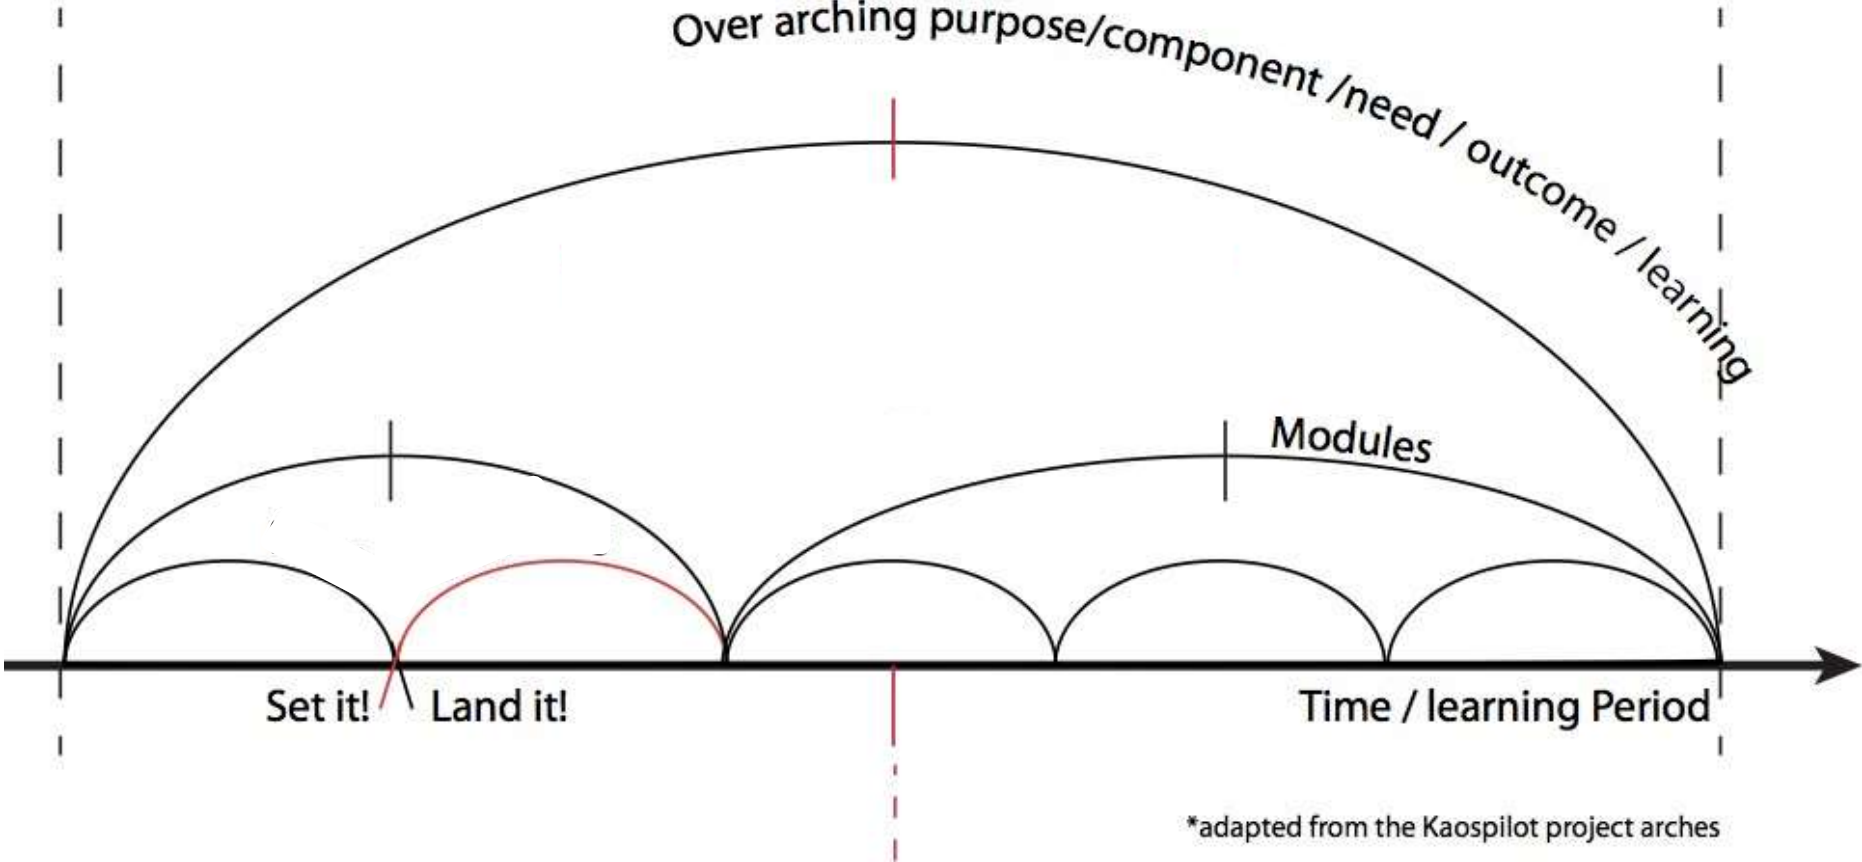 Over arching purpose/component /need / outcome / learning
Modules
Set it!
Land it!
Time / learning Period
*adapted from the Kaospilot project arches